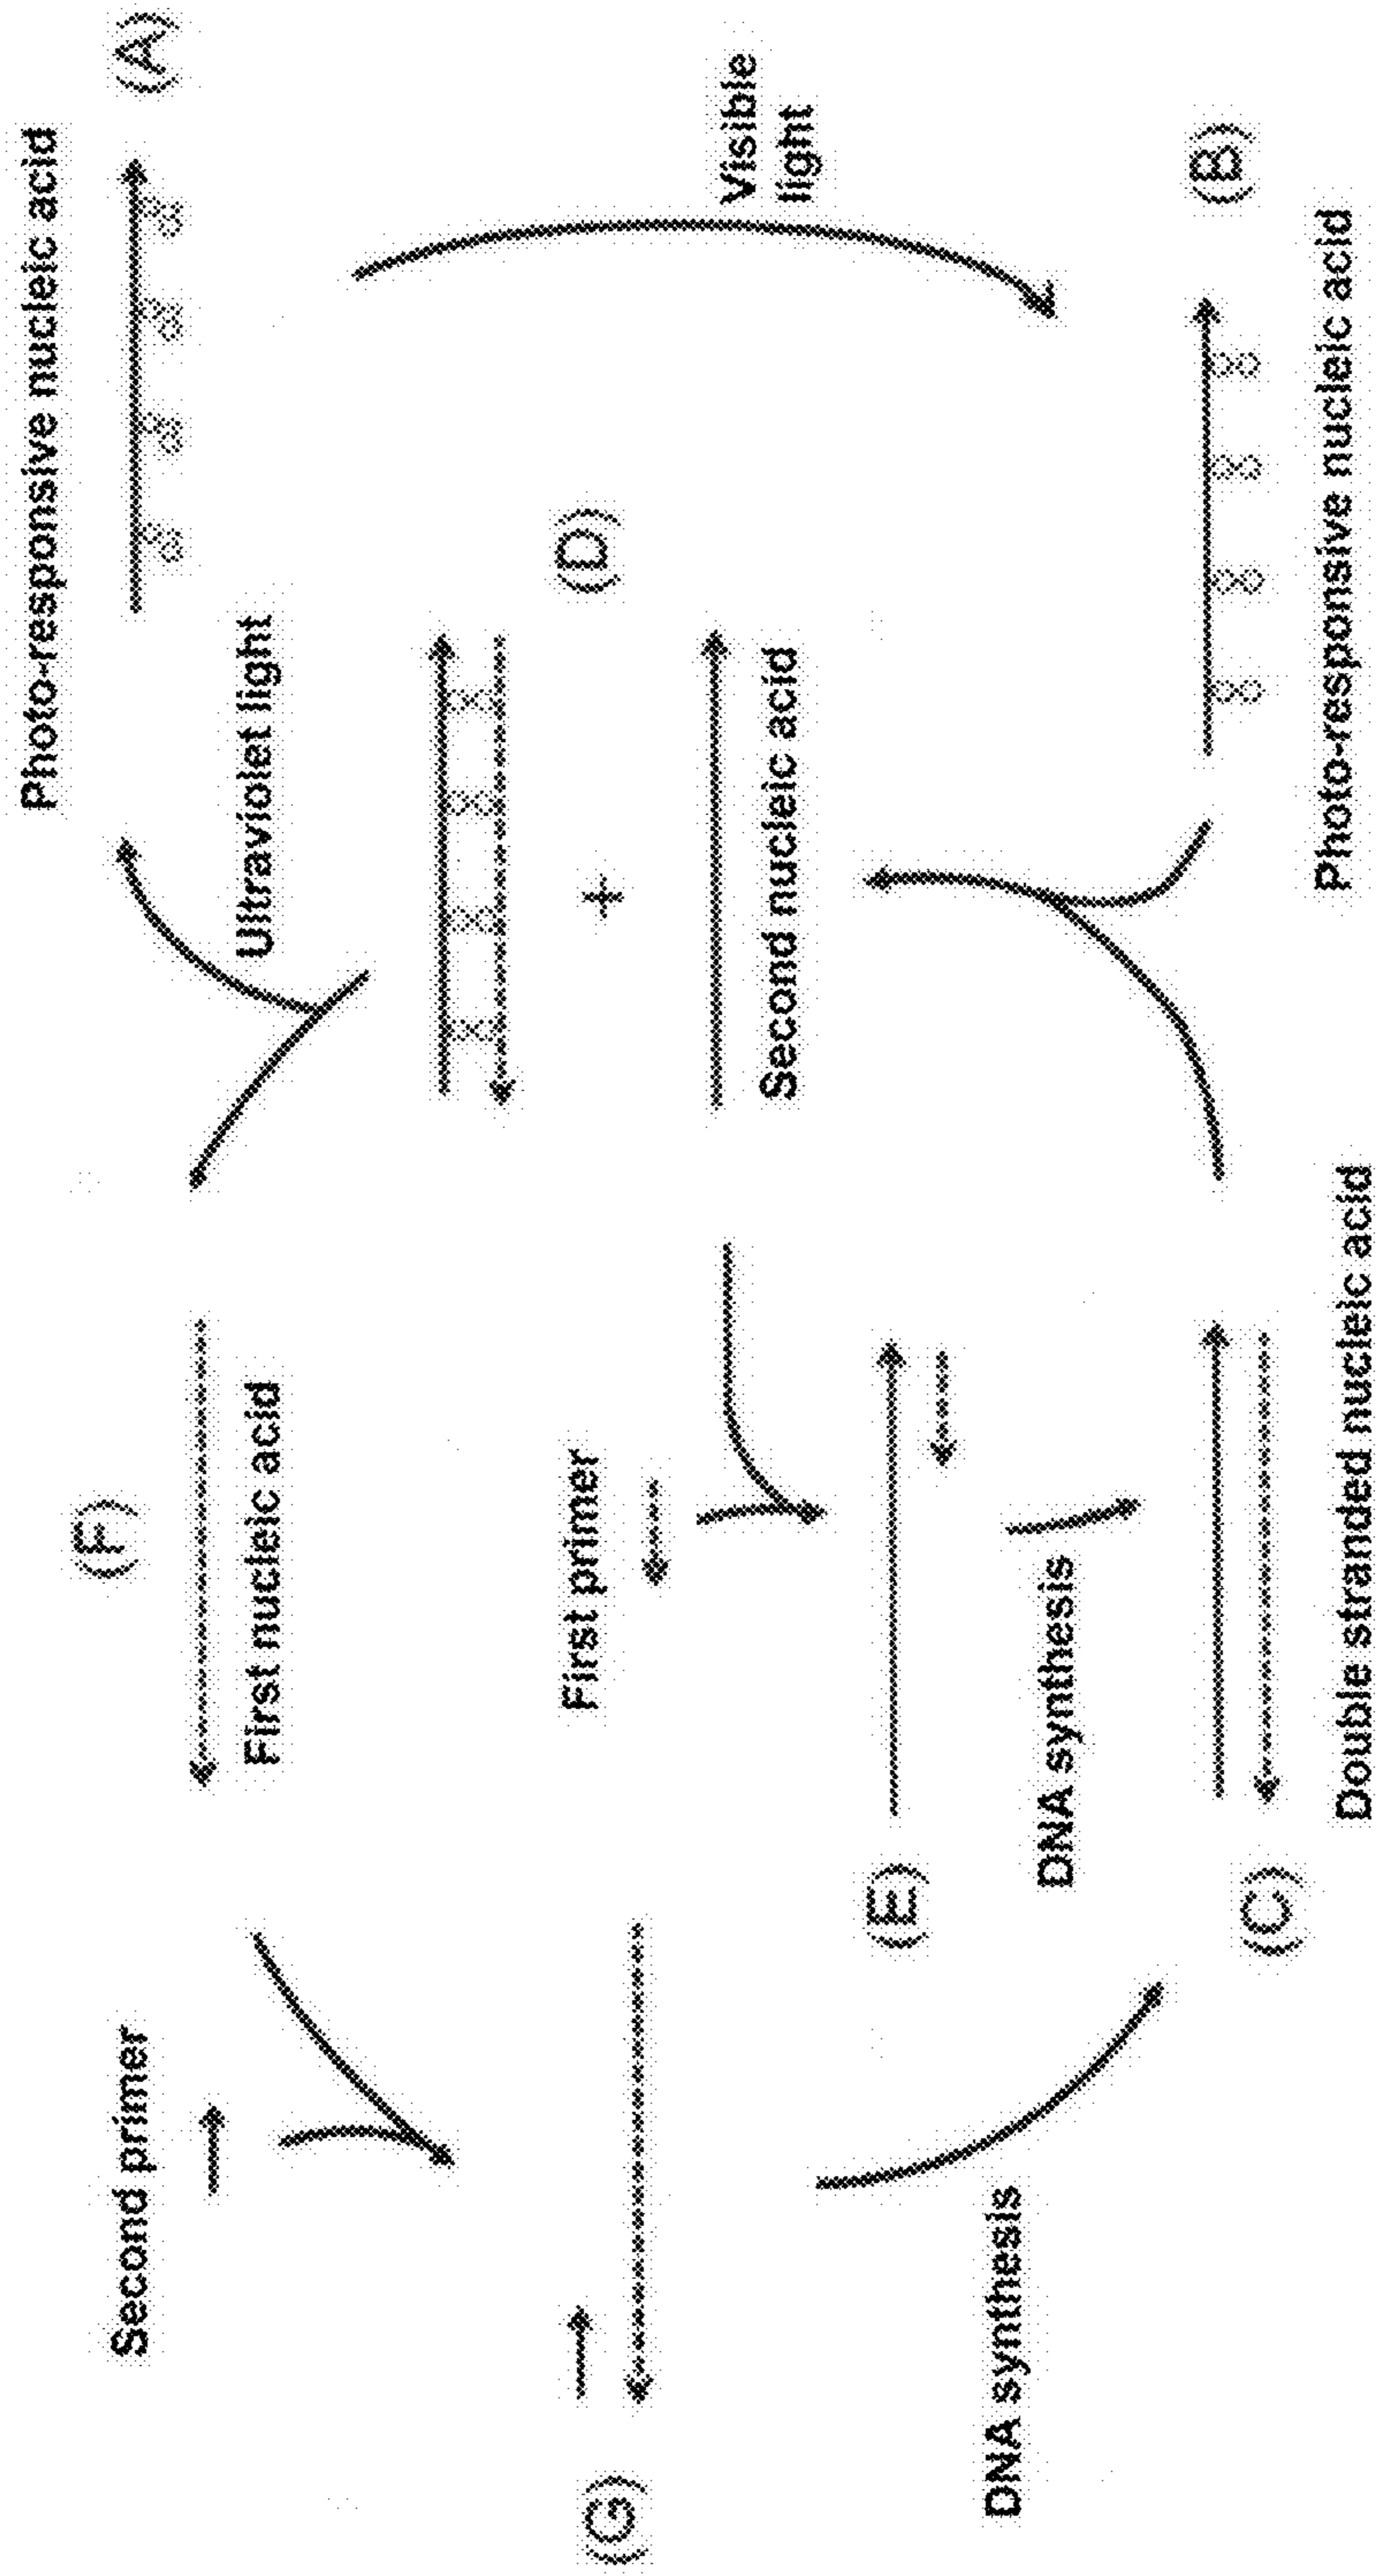 Photo-responsive nucleic acid
(A)
(F)
Second primer
Ultraviolet light
First nucleic acid
First primer
(D)
+
(G)
Visible
light
Second nucleic acid
(E)
DNA synthesis
DNA synthesis
(B)
(C)
Double stranded nucleic acid
Photo-responsive nucleic acid